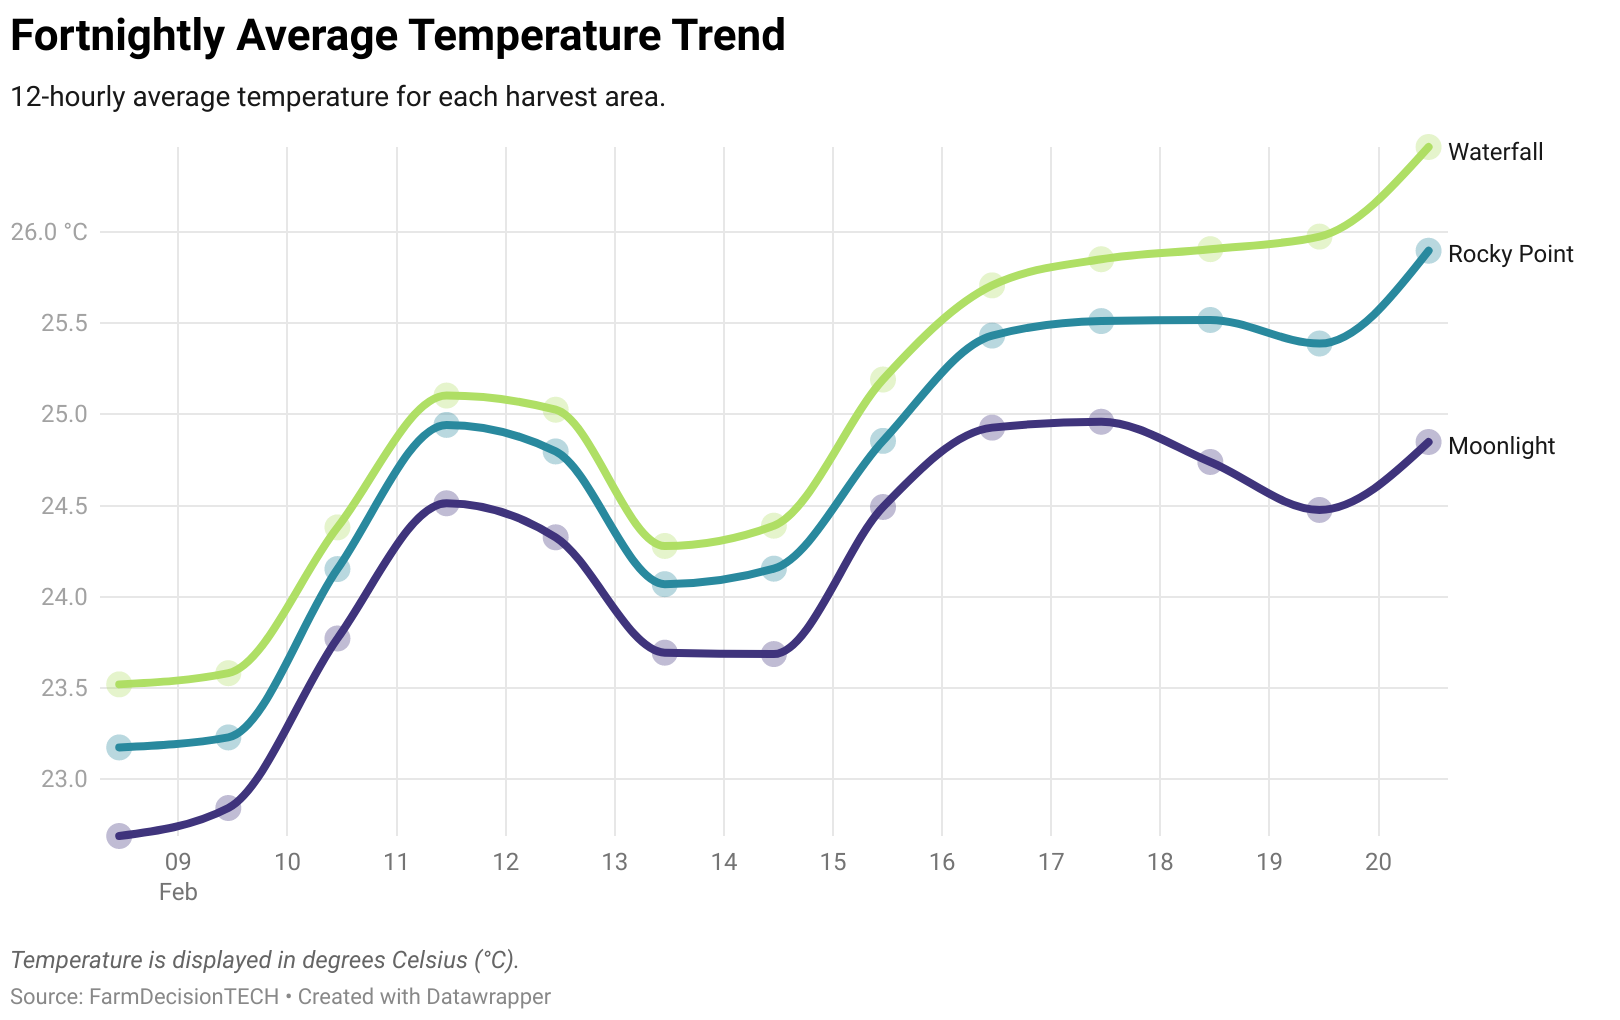 Fortnightly Average Temperature Trend
12-hourly average temperature for each harvest area.
Waterfall
26.0 °C
Rocky Point
25.5
25.0
Moonlight
24.5
24.0
23.5
23.0
09 10 11 12 13 14 15 16 17 18 19 20
Feb
Temperature is displayed in degrees Celsius (°C).
Source: FarmDecisionTECH • Created with Datawrapper